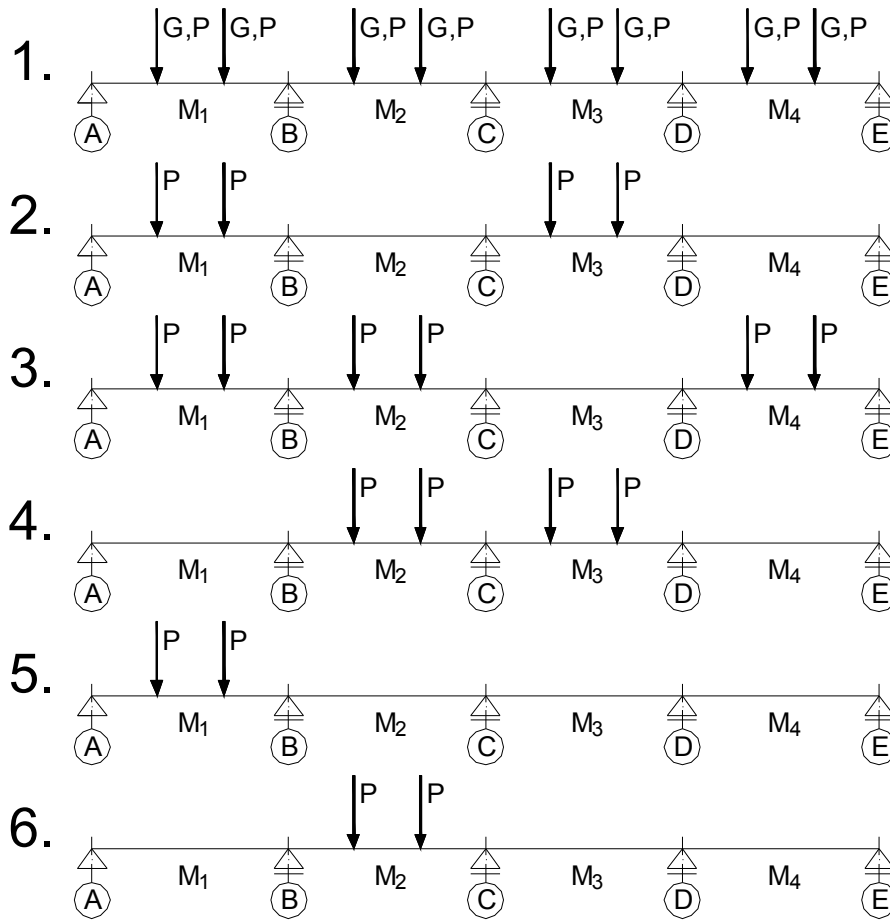 1. G,P G,P G,P G,P G,P G,P G,P G,P
M₁ M₂ M₃ M₄
A B C D E
2. P P P P
M₁ M₂ M₃ M₄
A B C D E
3. P P P P P P
M₁ M₂ M₃ M₄
A B C D E
4. P P P P
M₁ M₂ M₃ M₄
A B C D E
5. P P
M₁ M₂ M₃ M₄
A B C D E
6. P P
M₁ M₂ M₃ M₄
A B C D E